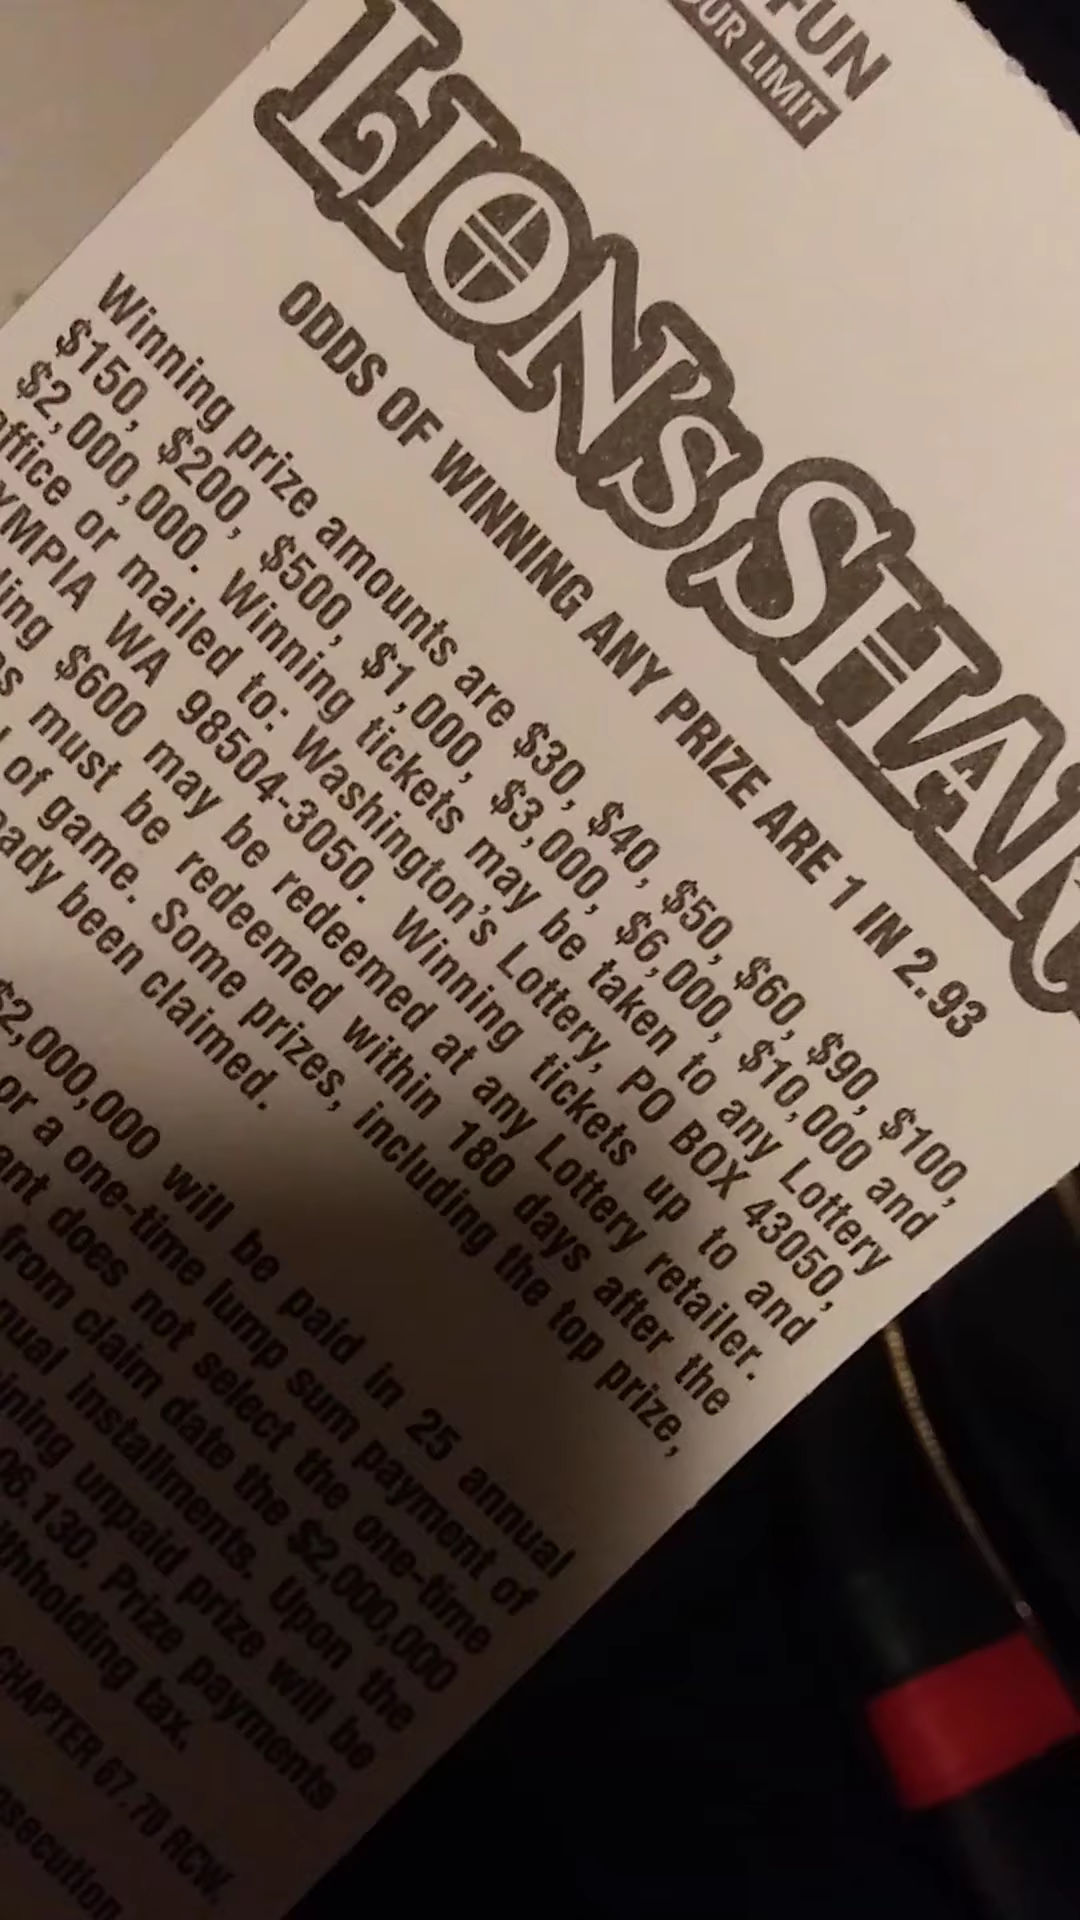 FUN
OUR LIMIT
LION'S SHAR
ODDS OF WINNING ANY PRIZE ARE 1 IN 2.93
Winning prize amounts are $30, $40, $50, $60, $90, $100,
$150, $200, $500, $1,000, $3,000, $6,000, $10,000 and
$2,000,000. Winning tickets may be taken to any Lottery
office or mailed to: Washington's Lottery, PO BOX 43050,
YMPIA WA 98504-3050. Winning tickets up to and
ding $600 may be redeemed at any Lottery retailer.
s must be redeemed within 180 days after the
of game. Some prizes, including the top prize,
ady been claimed.
$2,000,000 will be paid in 25 annual
or a one-time lump sum payment of
ant does not select the one-time
from claim date the $2,000,000
ual installments. Upon the
ining unpaid prize will be
06.130. Prize payments
thholding tax.
CHAPTER 67.70 RCW.
secution